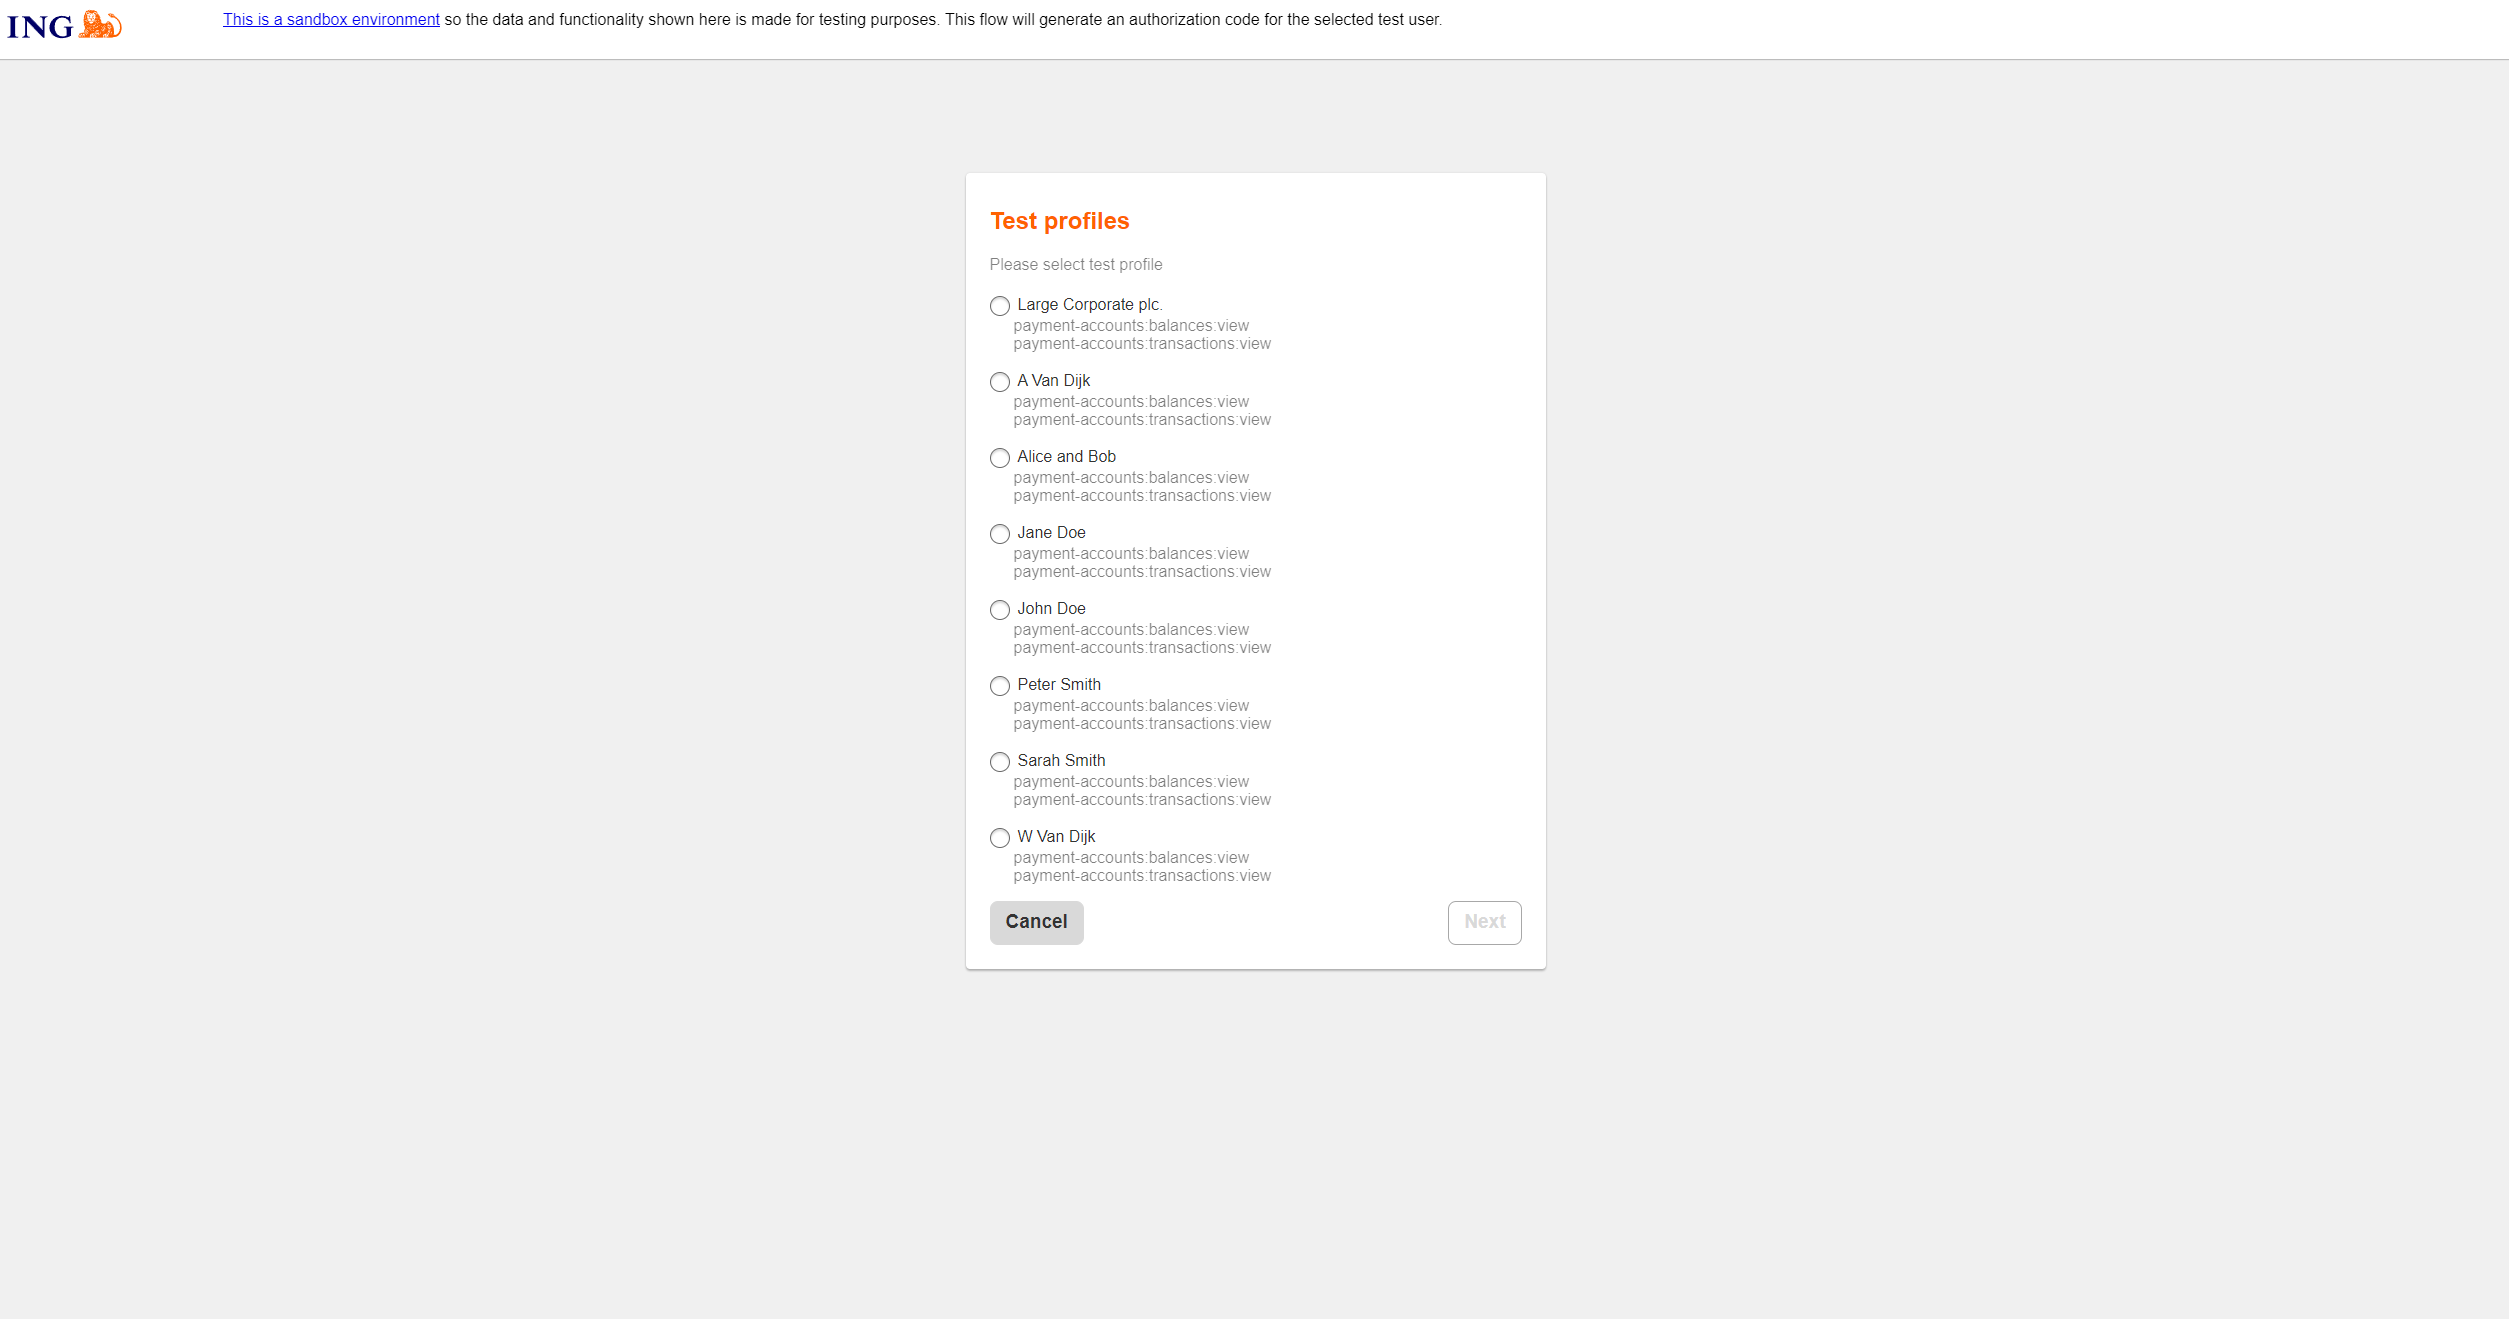 ING
This is a sandbox environment so the data and functionality shown here is made for testing purposes. This flow will generate an authorization code for the selected test user.
Test profiles
Please select test profile
Large Corporate plc.
payment-accounts:balances:view
payment-accounts:transactions:view
A Van Dijk
payment-accounts:balances:view
payment-accounts:transactions:view
Alice and Bob
payment-accounts:balances:view
payment-accounts:transactions:view
Jane Doe
payment-accounts:balances:view
payment-accounts:transactions:view
John Doe
payment-accounts:balances:view
payment-accounts:transactions:view
Peter Smith
payment-accounts:balances:view
payment-accounts:transactions:view
Sarah Smith
payment-accounts:balances:view
payment-accounts:transactions:view
W Van Dijk
payment-accounts:balances:view
payment-accounts:transactions:view
Cancel
Next